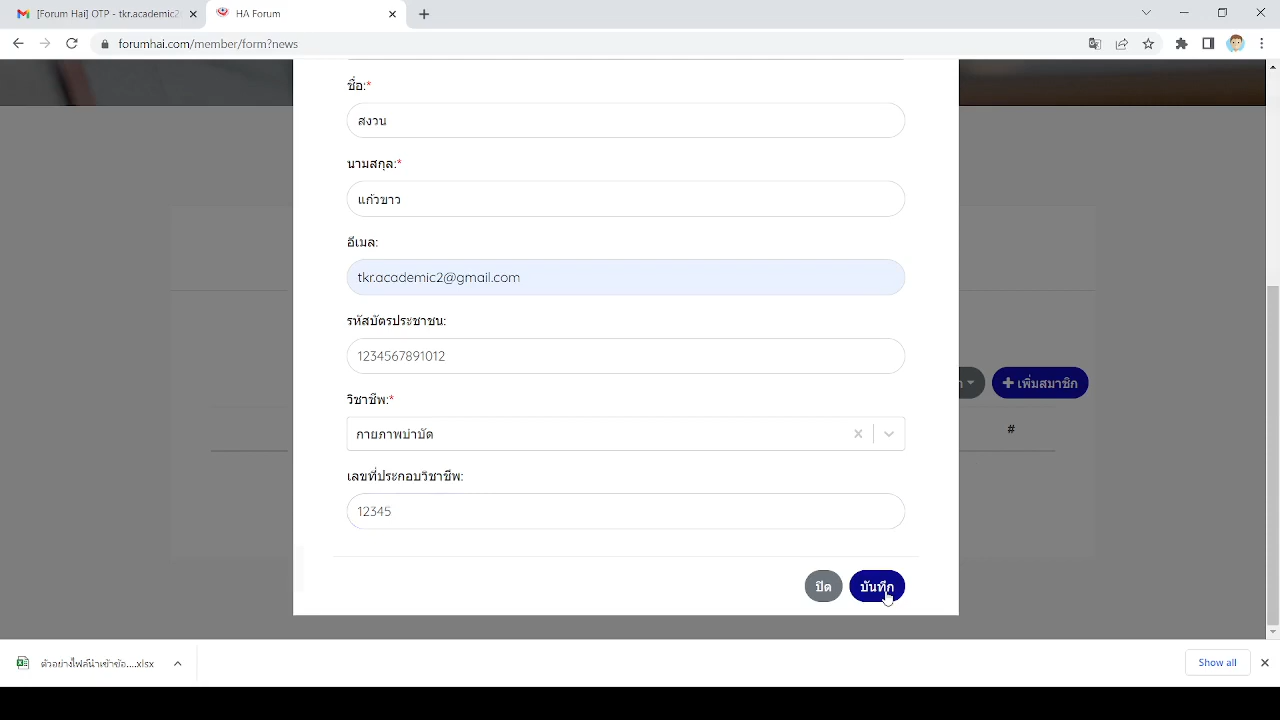 [Forum Hai] OTP - tkr.academic2
HA Forum
forumhai.com/member/form?news
ชื่อ:*
สงวน
นามสกุล:*
แก้วขาว
อีเมล:
tkr.academic2@gmail.com
รหัสบัตรประชาชน:
1234567891012
วิชาชีพ:*
กายภาพบำบัด
+ เพิ่มสมาชิก
#
เลขที่ประกอบวิชาชีพ:
12345
ปิด
บันทึก
ตัวอย่างไฟล์นำเข้าข้อ....xlsx
Show all